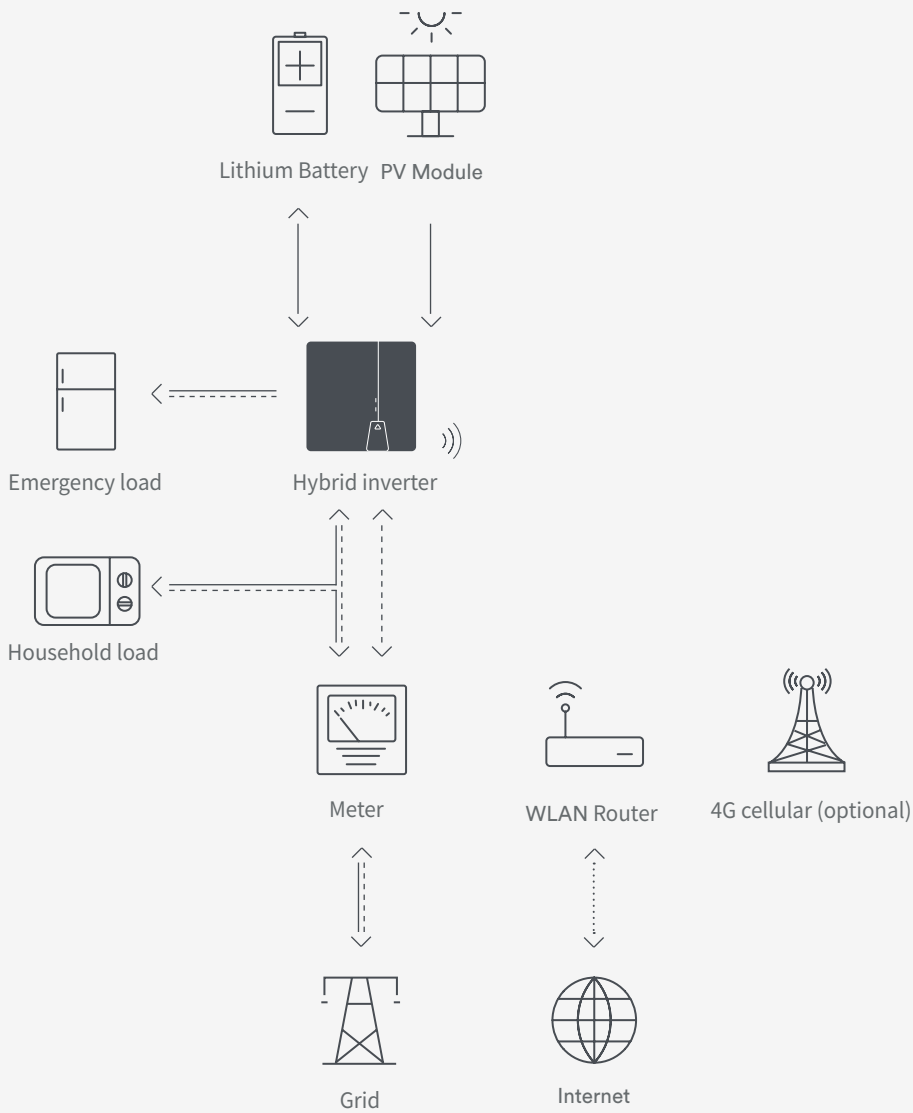 Lithium Battery
PV Module
Emergency load
Hybrid inverter
Household load
Meter
WLAN Router
4G cellular (optional)
Grid
Internet